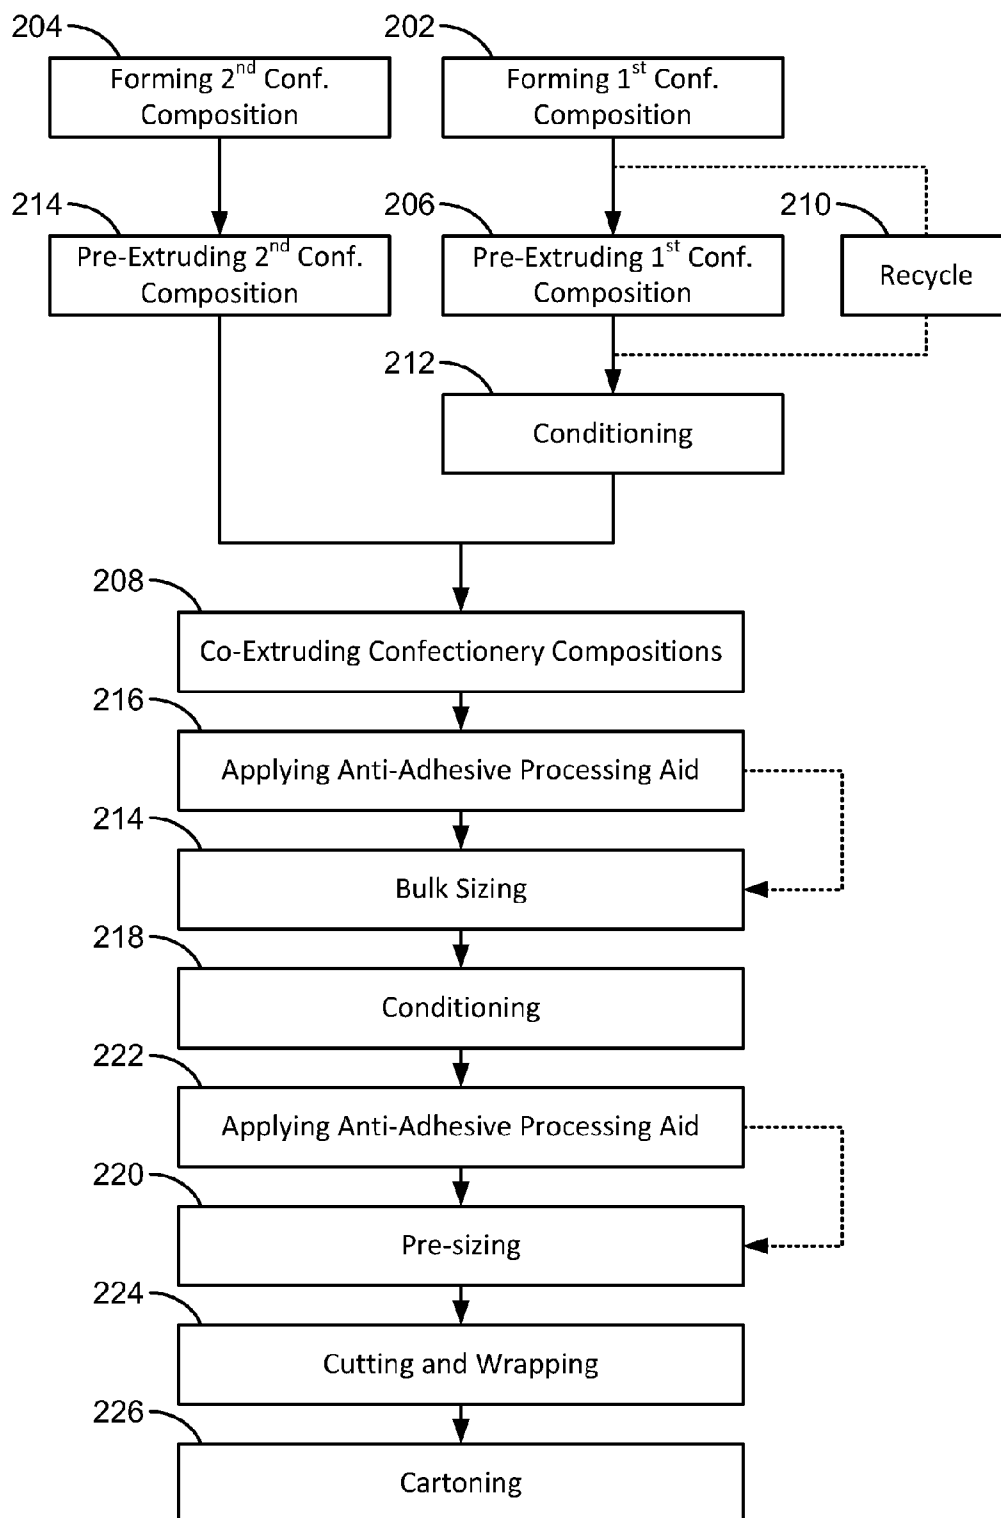 204
Forming 2nd Conf.
Composition
202
Forming 1st Conf.
Composition
214
Pre-Extruding 2nd Conf.
Composition
206
Pre-Extruding 1st Conf.
Composition
210
Recycle
212
Conditioning
208
Co-Extruding Confectionery Compositions
216
Applying Anti-Adhesive Processing Aid
214
Bulk Sizing
218
Conditioning
222
Applying Anti-Adhesive Processing Aid
220
Pre-sizing
224
Cutting and Wrapping
226
Cartoning